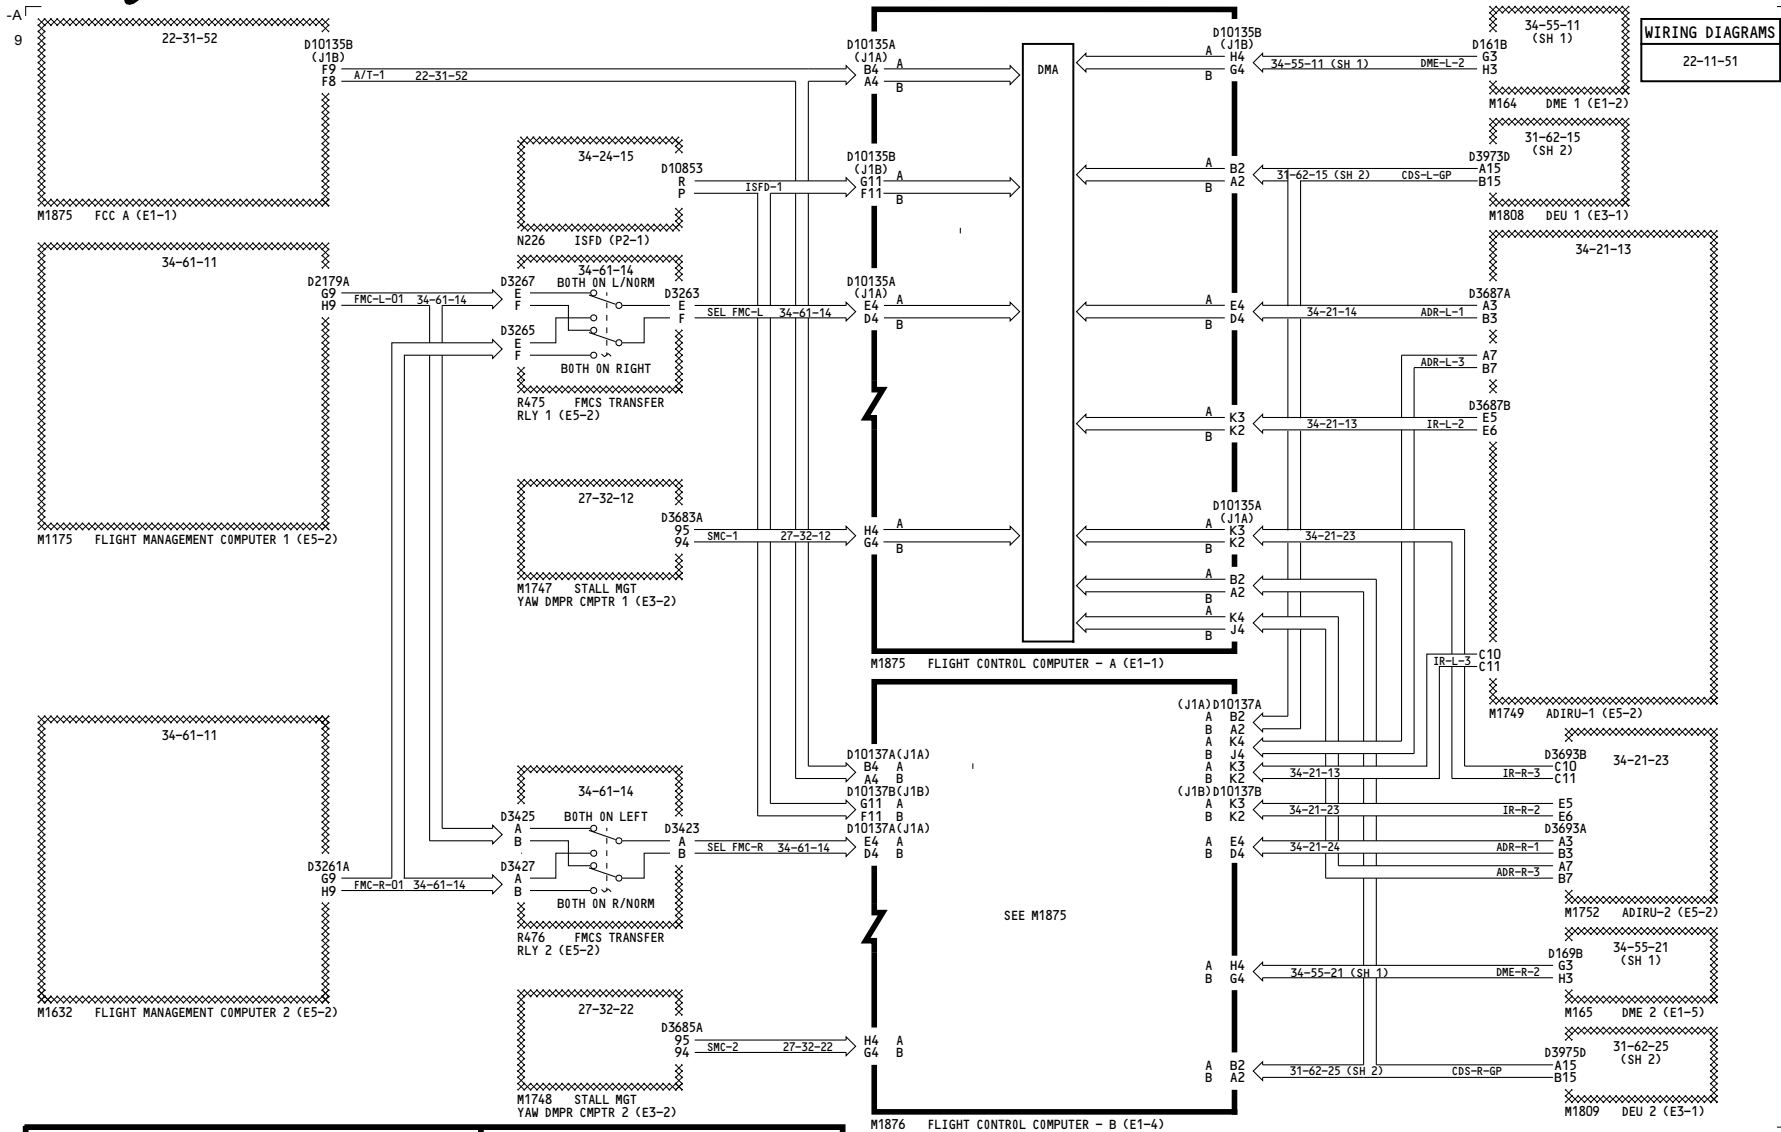 -A
9
WIRING DIAGRAMS
22-11-51
22-31-52
D10135B
(J1B)
F9
F8
A/T-1 22-31-52
M1875 FCC A (E1-1)
34-61-11
D2179A
G9
H9
FMC-L-01 34-61-14
M1175 FLIGHT MANAGEMENT COMPUTER 1 (E5-2)
34-61-11
D3261A
G9
H9
FMC-R-01 34-61-14
M1632 FLIGHT MANAGEMENT COMPUTER 2 (E5-2)
34-24-15
D10853
R
P
ISFD-1
N226 ISFD (P2-1)
34-61-14
BOTH ON L/NORM
D3267
E
F
D3265
E
F
D3263
E
F
BOTH ON RIGHT
SEL FMC-L 34-61-14
R475 FMCS TRANSFER
RLY 1 (E5-2)
27-32-12
D3683A
95
94
SMC-1 27-32-12
M1747 STALL MGT
YAW DMPR CMPTR 1 (E3-2)
34-61-14
BOTH ON LEFT
D3425
A
B
D3427
A
B
D3423
A
B
BOTH ON R/NORM
SEL FMC-R 34-61-14
R476 FMCS TRANSFER
RLY 2 (E5-2)
27-32-22
D3685A
95
94
SMC-2 27-32-22
M1748 STALL MGT
YAW DMPR CMPTR 2 (E3-2)
D10135A
(J1A)
B4 A
A4 B
D10135B
(J1B)
G11 A
F11 B
D10135A
(J1A)
E4 A
D4 B
H4 A
G4 B
DMA
D10135B
(J1B)
A H4
B G4
A B2
B A2
A E4
B D4
A K3
B K2
D10135A
(J1A)
A K3
B K2
A B2
B A2
A K4
B J4
M1875 FLIGHT CONTROL COMPUTER - A (E1-1)
D10137A(J1A)
B4 A
A4 B
D10137B(J1B)
G11 A
F11 B
D10137A(J1A)
E4 A
D4 B
H4 A
G4 B
SEE M1875
(J1A)D10137A
A B2
B A2
A K4
B J4
A K3
B K2
(J1B)D10137B
A K3
B K2
A E4
B D4
A H4
B G4
A B2
B A2
M1876 FLIGHT CONTROL COMPUTER - B (E1-4)
34-55-11 (SH 1) DME-L-2
31-62-15 (SH 2) CDS-L-GP
34-21-14 ADR-L-1
ADR-L-3
34-21-13 IR-L-2
34-21-23
IR-L-3
34-21-13 IR-R-3
34-21-23 IR-R-2
34-21-24 ADR-R-1
ADR-R-3
34-55-21 (SH 1) DME-R-2
31-62-25 (SH 2) CDS-R-GP
34-55-11
(SH 1)
D161B
G3
H3
M164 DME 1 (E1-2)
31-62-15
(SH 2)
D3973D
A15
B15
M1808 DEU 1 (E3-1)
34-21-13
D3687A
A3
B3
A7
B7
D3687B
E5
E6
C10
C11
M1749 ADIRU-1 (E5-2)
34-21-23
D3693B
C10
C11
E5
E6
D3693A
A3
B3
A7
B7
M1752 ADIRU-2 (E5-2)
34-55-21
(SH 1)
D169B
G3
H3
M165 DME 2 (E1-5)
31-62-25
(SH 2)
D3975D
A15
B15
M1809 DEU 2 (E3-1)